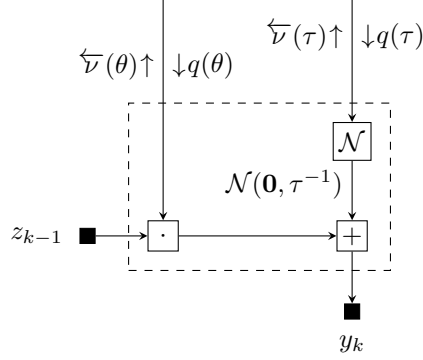 𝜈⃖(θ)↑ ↓q(θ) 𝜈⃖(τ)↑ ↓q(τ)
𝒩
𝒩(𝟎, τ⁻¹)
z_{k−1} · +
y_k